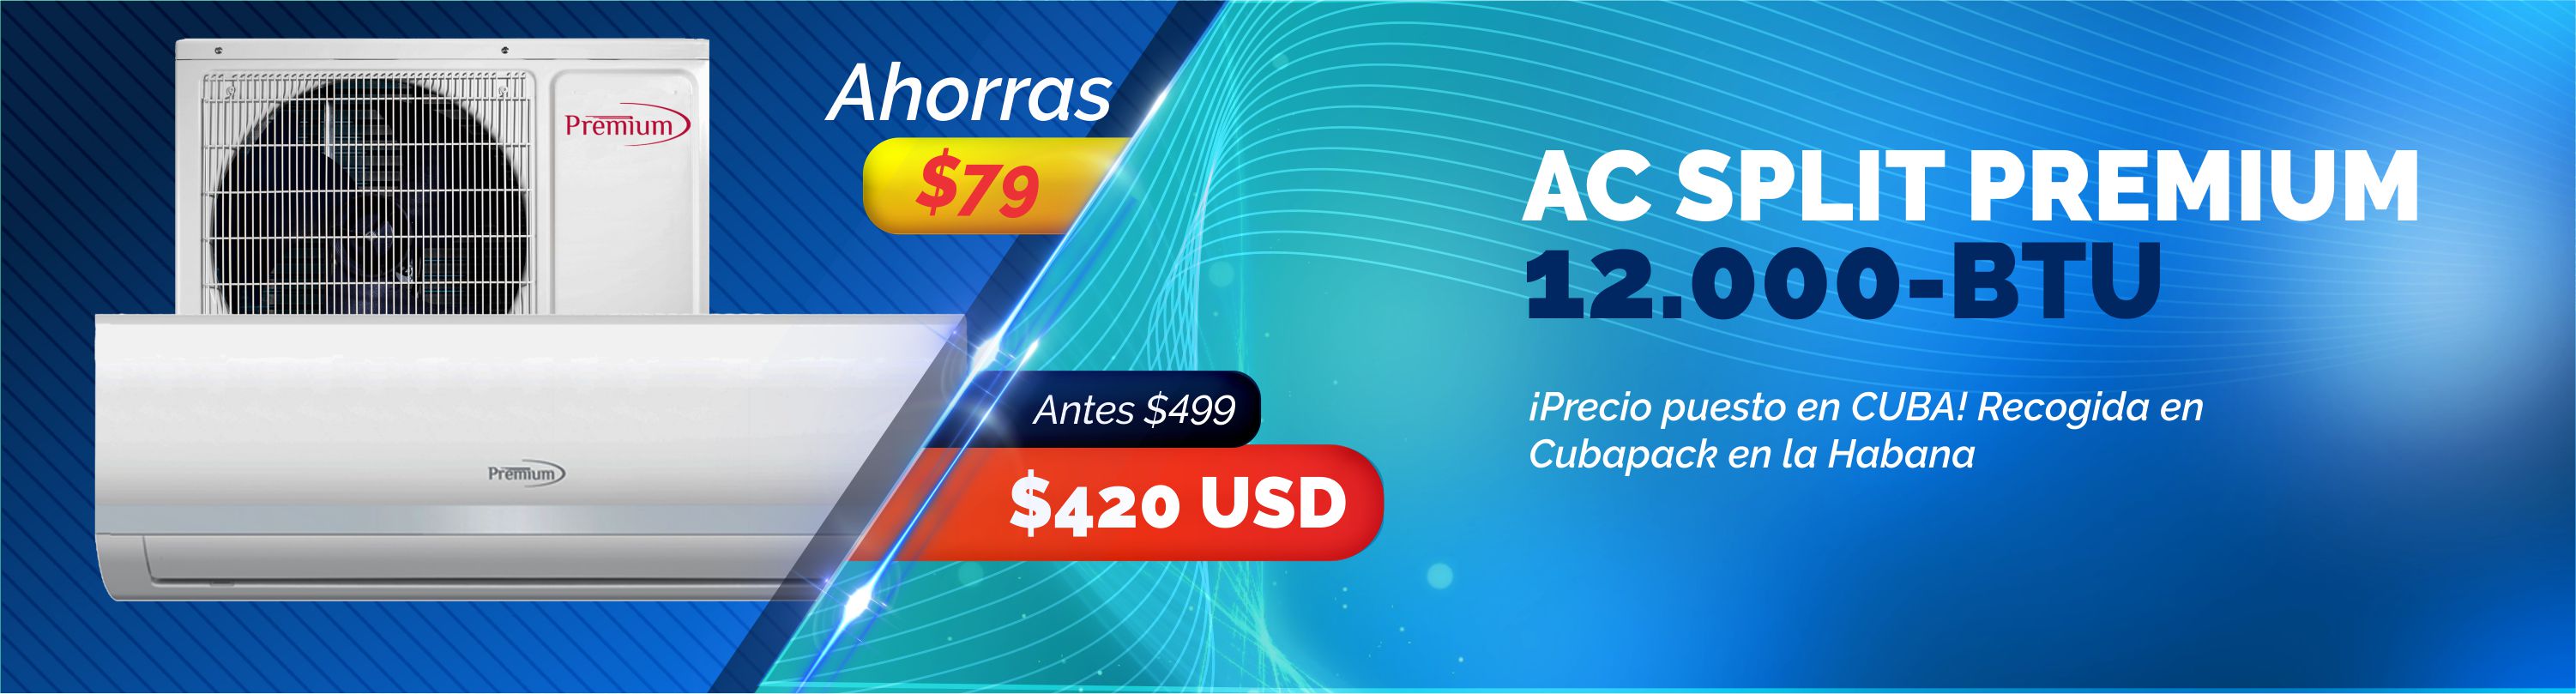 Premium
Premium
Ahorras
$79
Antes $499
$420 USD
AC SPLIT PREMIUM
12.000-BTU
¡Precio puesto en CUBA! Recogida en
Cubapack en la Habana